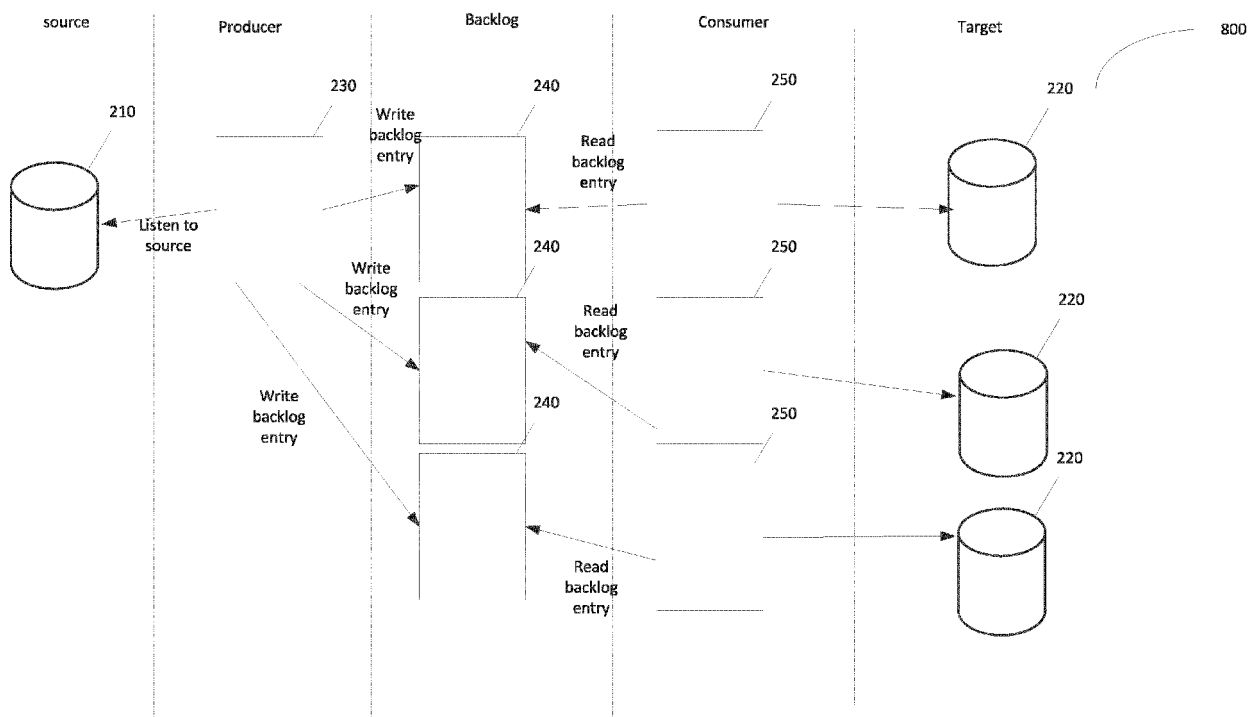 source
Producer
Backlog
Consumer
Target
800
210
230
240
250
220
Write
backlog
entry
Read
backlog
entry
Listen to
source
240
250
Write
backlog
entry
Read
backlog
entry
220
Write
backlog
entry
240
250
220
Read
backlog
entry